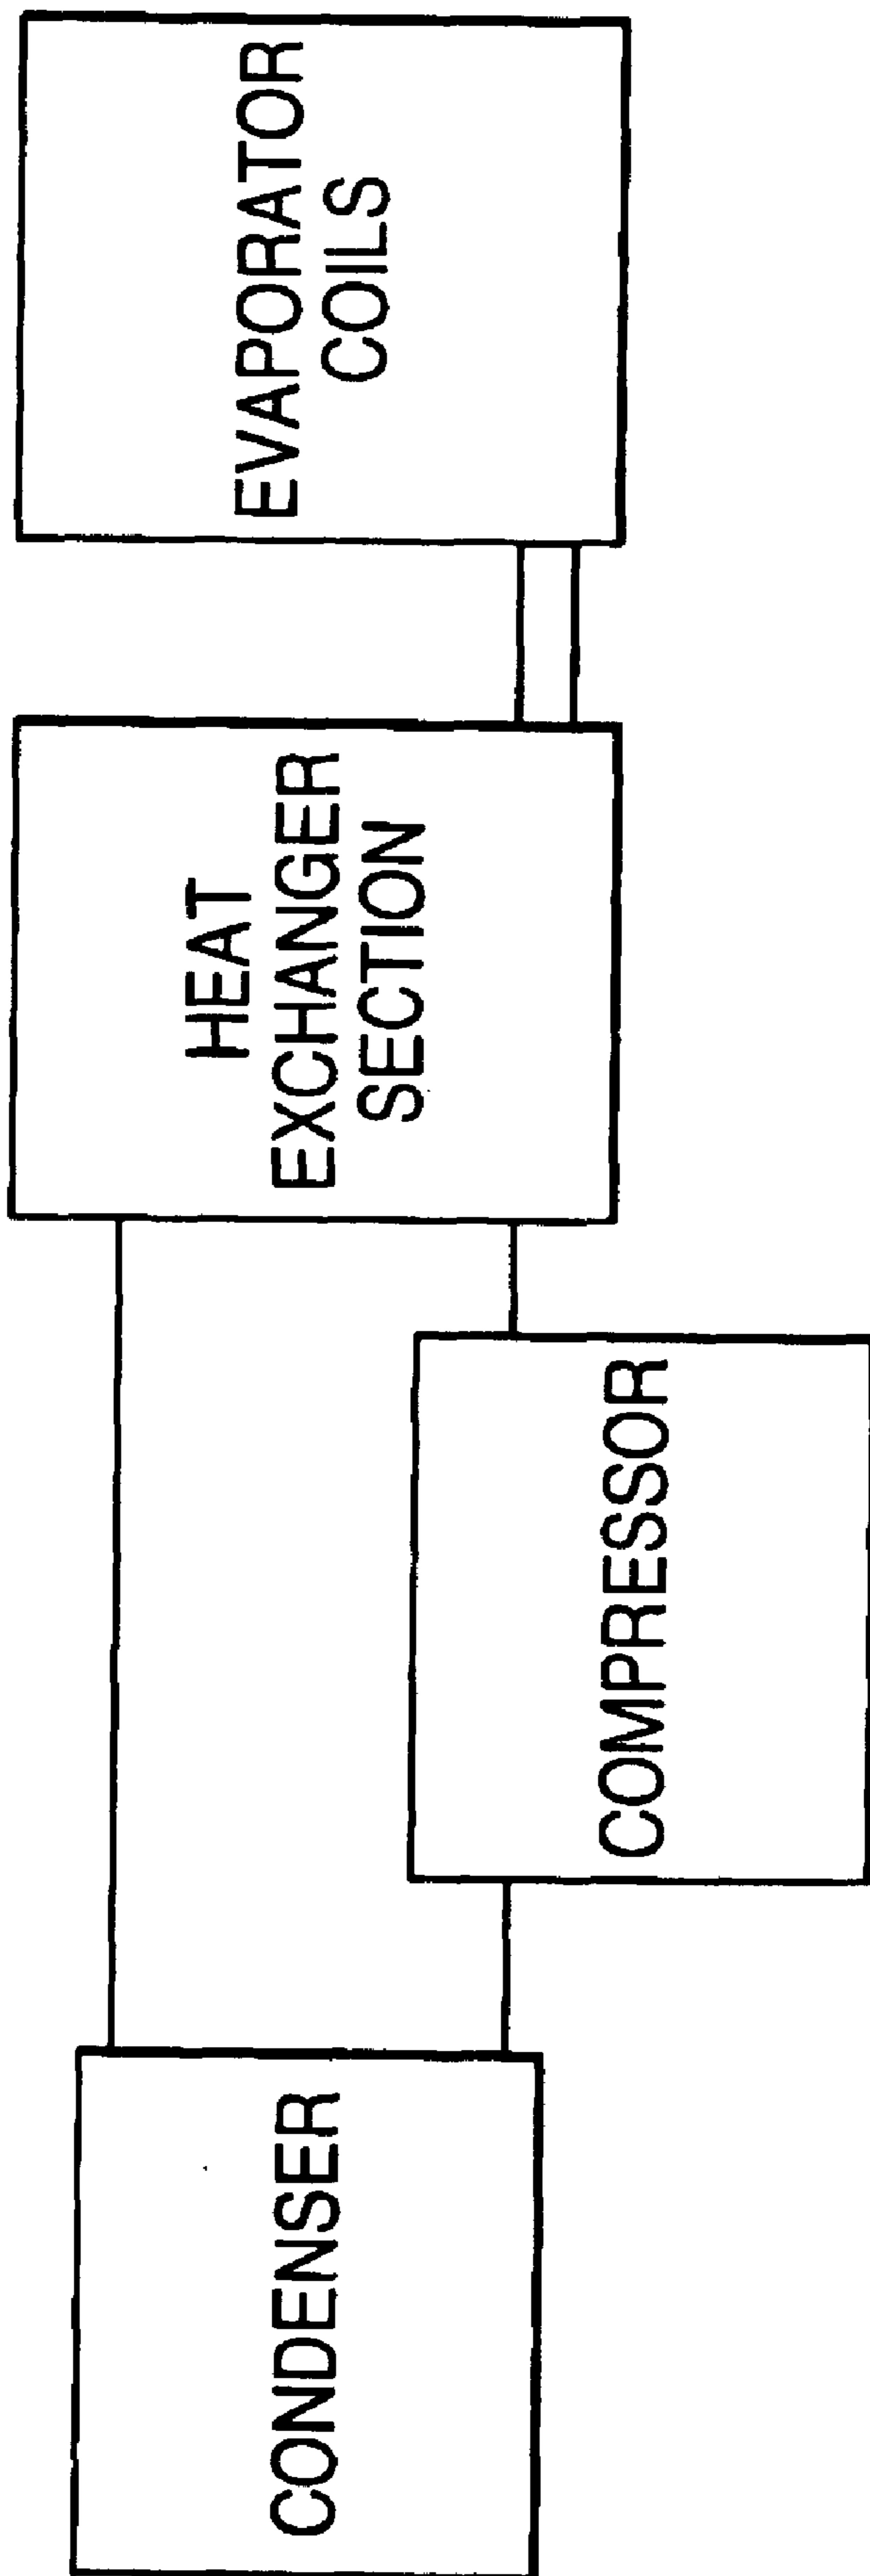 CONDENSER
COMPRESSOR
HEAT
EXCHANGER
SECTION
EVAPORATOR
COILS